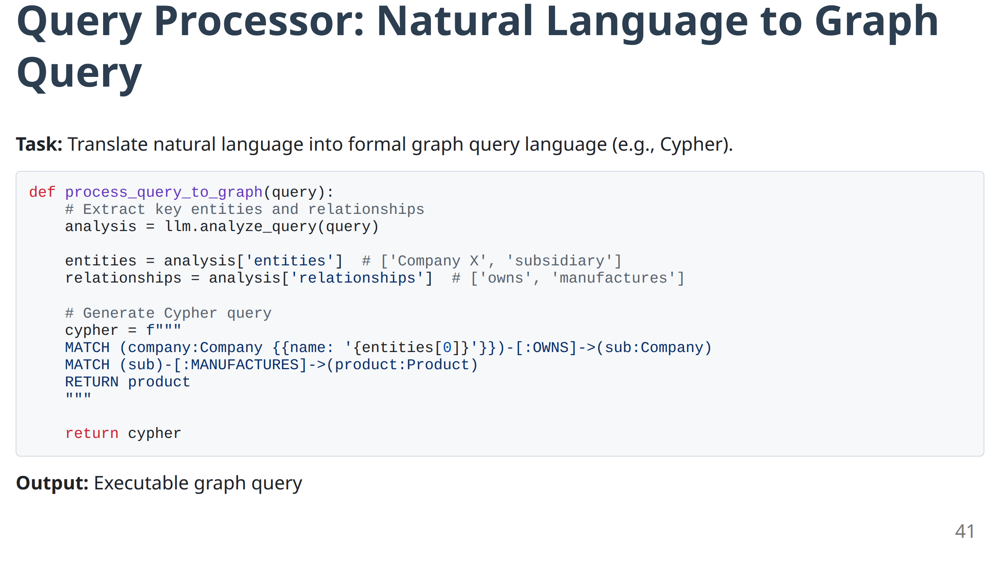 Query Processor: Natural Language to Graph
Query
Task: Translate natural language into formal graph query language (e.g., Cypher).
def process_query_to_graph(query):
    # Extract key entities and relationships
    analysis = llm.analyze_query(query)

    entities = analysis['entities']  # ['Company X', 'subsidiary']
    relationships = analysis['relationships']  # ['owns', 'manufactures']

    # Generate Cypher query
    cypher = f"""
    MATCH (company:Company {{name: '{entities[0]}'}})-[:OWNS]->(sub:Company)
    MATCH (sub)-[:MANUFACTURES]->(product:Product)
    RETURN product
    """

    return cypher
Output: Executable graph query
41